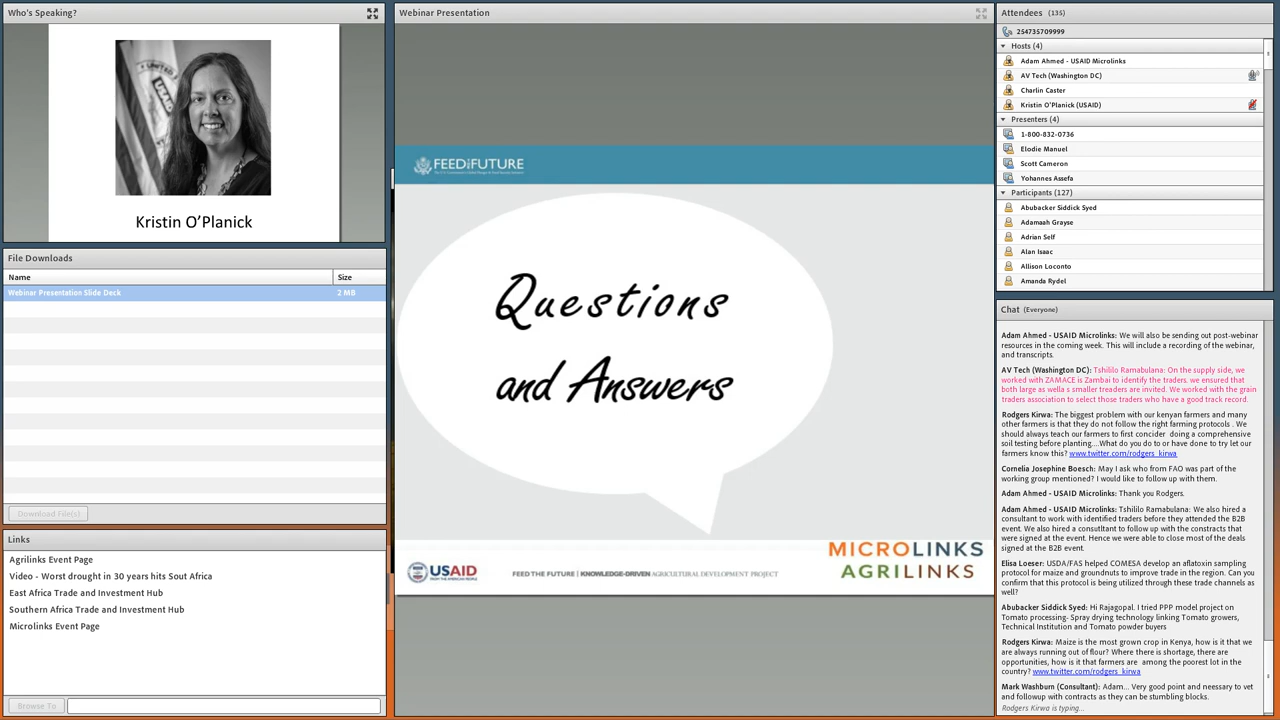 Who's Speaking?
Kristin O'Planick
File Downloads
Name Size
Webinar Presentation Slide Deck 2 MB
Download File(s)
Links
Agrilinks Event Page
Video - Worst drought in 30 years hits Sout Africa
East Africa Trade and Investment Hub
Southern Africa Trade and Investment Hub
Microlinks Event Page
Browse To
Webinar Presentation
FEED THE FUTURE
Questions
and Answers
USAID
FROM THE AMERICAN PEOPLE
FEED THE FUTURE | KNOWLEDGE-DRIVEN AGRICULTURAL DEVELOPMENT PROJECT
MICROLINKS
AGRILINKS
Attendees (135)
254735709999
Hosts (4)
Adam Ahmed - USAID Microlinks
AV Tech (Washington DC)
Charlin Caster
Kristin O'Planick (USAID)
Presenters (4)
1-800-832-0736
Elodie Manuel
Scott Cameron
Yohannes Assefa
Participants (127)
Abubacker Siddick Syed
Adamaah Grayse
Adrian Self
Alan Isaac
Allison Loconto
Amanda Rydel
Chat (Everyone)
Adam Ahmed - USAID Microlinks: We will also be sending out post-webinar
resources in the coming week. This will include a recording of the webinar,
and transcripts.
AV Tech (Washington DC): Tshililo Ramabulana: On the supply side, we
worked with ZAMACE is Zambai to identify the traders. we ensured that
both large as wella s smaller treaders are invited. We worked with the grain
traders association to select those traders who have a good track record.
Rodgers Kirwa: The biggest problem with our kenyan farmers and many
other farmers is that they do not follow the right farming protocols . We
should always teach our farmers to first concider doing a comprehensive
soil testing before planting....What do you do to or have done to try let our
farmers know this? www.twitter.com/rodgers_kirwa
Cornelia Josephine Boesch: May I ask who from FAO was part of the
working group mentioned? I would like to follow up with them.
Adam Ahmed - USAID Microlinks: Thank you Rodgers.
Adam Ahmed - USAID Microlinks: Tshililo Ramabulana: We also hired a
consultant to work with identified traders before they attended the B2B
event. We also hired a consultant to follow up with the constracts that
were signed at the event. Hence we were able to close most of the deals
signed at the B2B event.
Elisa Loeser: USDA/FAS helped COMESA develop an aflatoxin sampling
protocol for maize and groundnuts to improve trade in the region. Can you
confirm that this protocol is being utilized through these trade channels as
well?
Abubacker Siddick Syed: Hi Rajagopal. I tried PPP model project on
Tomato processing- Spray drying technology linking Tomato growers,
Technical Institution and Tomato powder buyers
Rodgers Kirwa: Maize is the most grown crop in Kenya, how is it that we
are always running out of flour? Where there is shortage, there are
opportunities, how is it that farmers are among the poorest lot in the
country? www.twitter.com/rodgers_kirwa
Mark Washburn (Consultant): Adam... Very good point and nessary to vet
and followup with contracts as they can be stumbling blocks.
Rodgers Kirwa is typing...